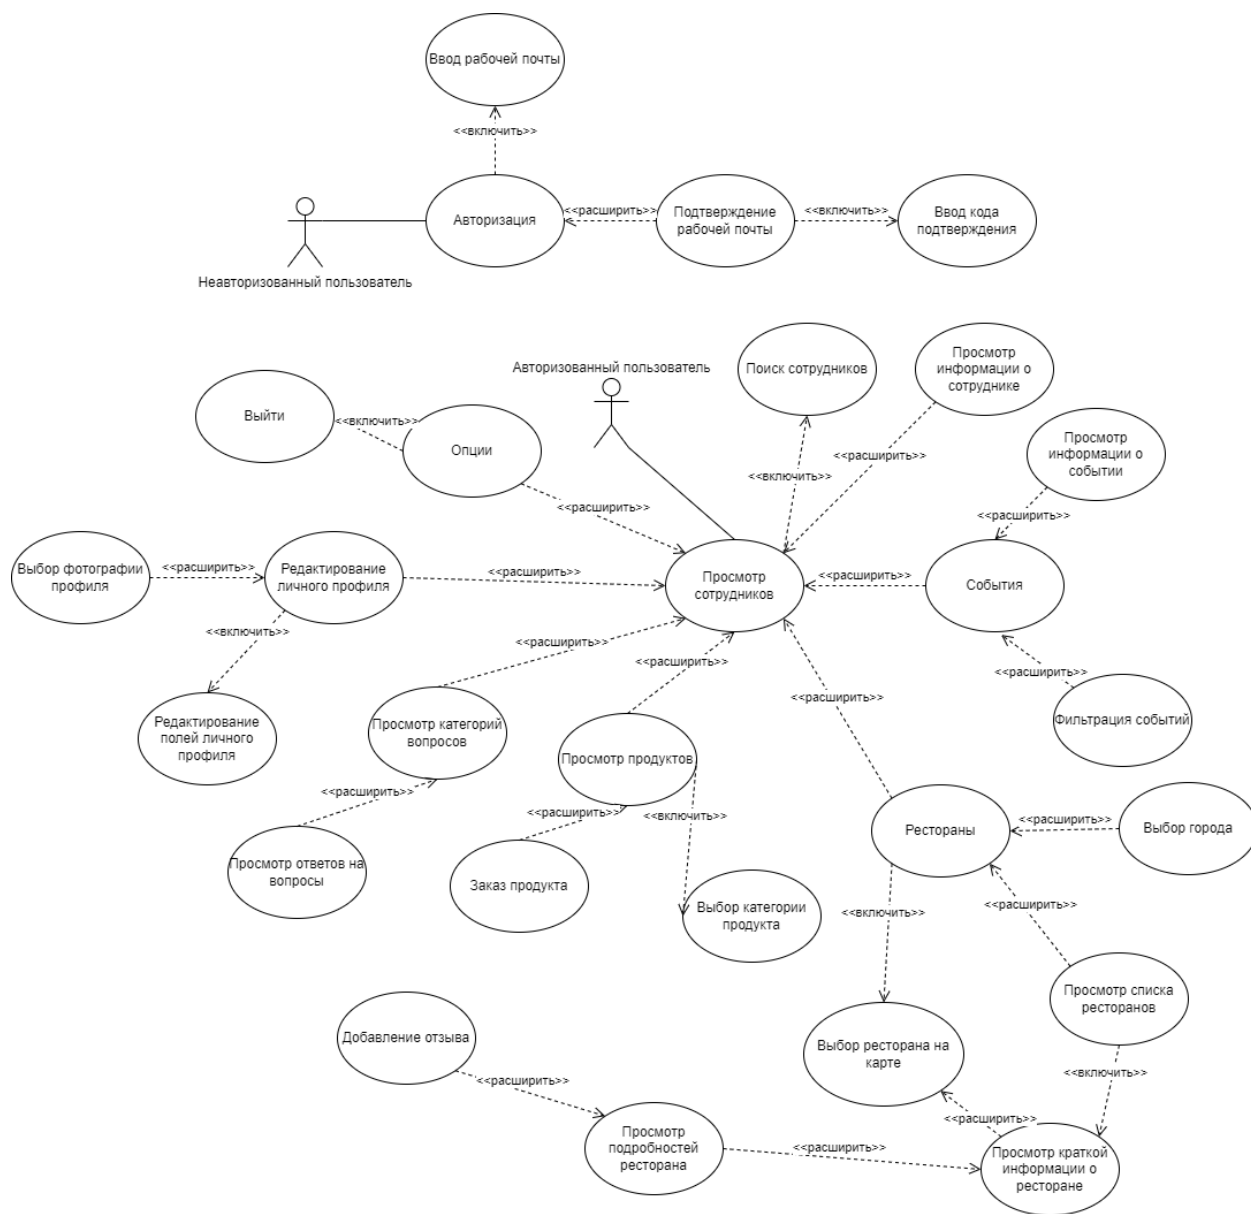 Ввод рабочей почты
<<включить>>
Авторизация
<<расширить>>
Подтверждение
рабочей почты
<<включить>>
Ввод кода
подтверждения
Неавторизованный пользователь
Авторизованный пользователь
Поиск сотрудников
Просмотр
информации о
сотруднике
Выйти
<<включить>>
Опции
<<включить>>
<<расширить>>
Просмотр
информации о
событии
<<расширить>>
<<расширить>>
Выбор фотографии
профиля
<<расширить>>
Редактирование
личного профиля
<<расширить>>
Просмотр
сотрудников
<<расширить>>
События
<<включить>>
<<расширить>>
<<расширить>>
<<расширить>>
<<расширить>>
Редактирование
полей личного
профиля
Просмотр категорий
вопросов
Просмотр продуктов
Фильтрация событий
<<расширить>>
<<расширить>>
<<включить>>
Рестораны
<<расширить>>
Выбор города
Просмотр ответов на
вопросы
Заказ продукта
Выбор категории
продукта
<<включить>>
<<расширить>>
Просмотр списка
ресторанов
Добавление отзыва
Выбор ресторана на
карте
<<расширить>>
<<включить>>
<<расширить>>
Просмотр
подробностей
ресторана
<<расширить>>
Просмотр краткой
информации о
ресторане